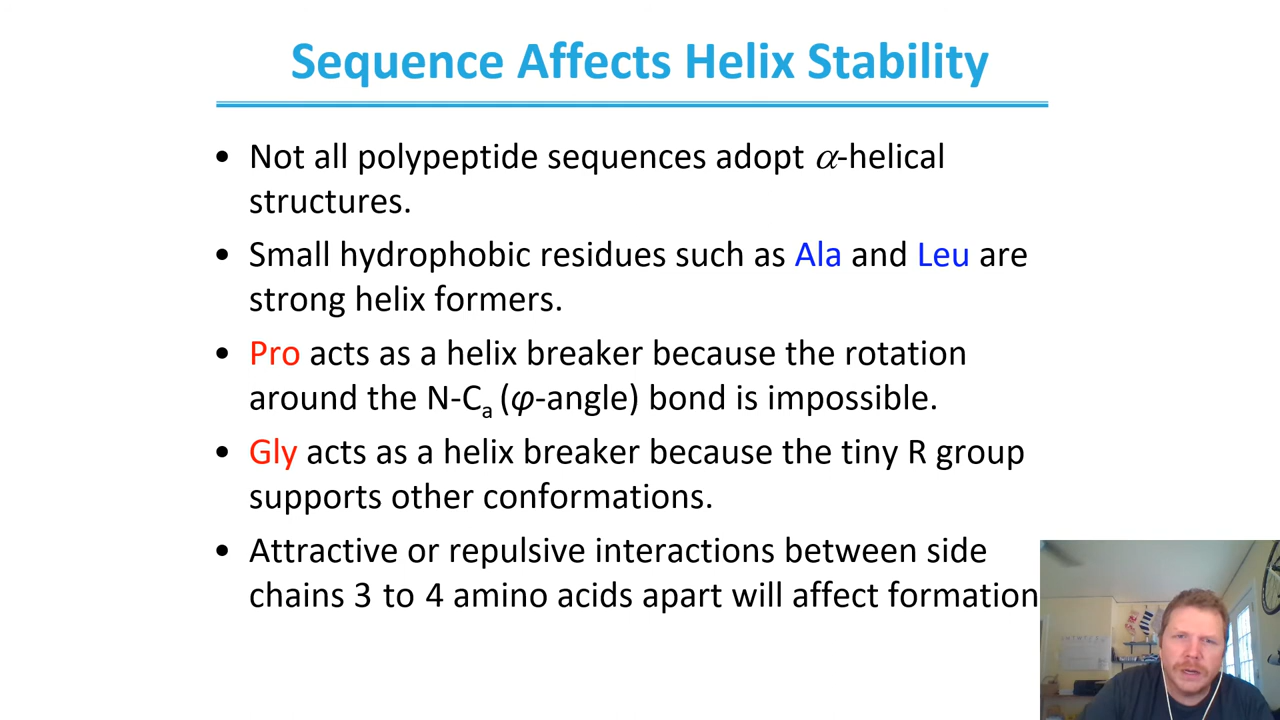 Sequence Affects Helix Stability
• Not all polypeptide sequences adopt α-helical
structures.
• Small hydrophobic residues such as Ala and Leu are
strong helix formers.
• Pro acts as a helix breaker because the rotation
around the N-Ca (φ-angle) bond is impossible.
• Gly acts as a helix breaker because the tiny R group
supports other conformations.
• Attractive or repulsive interactions between side
chains 3 to 4 amino acids apart will affect formation